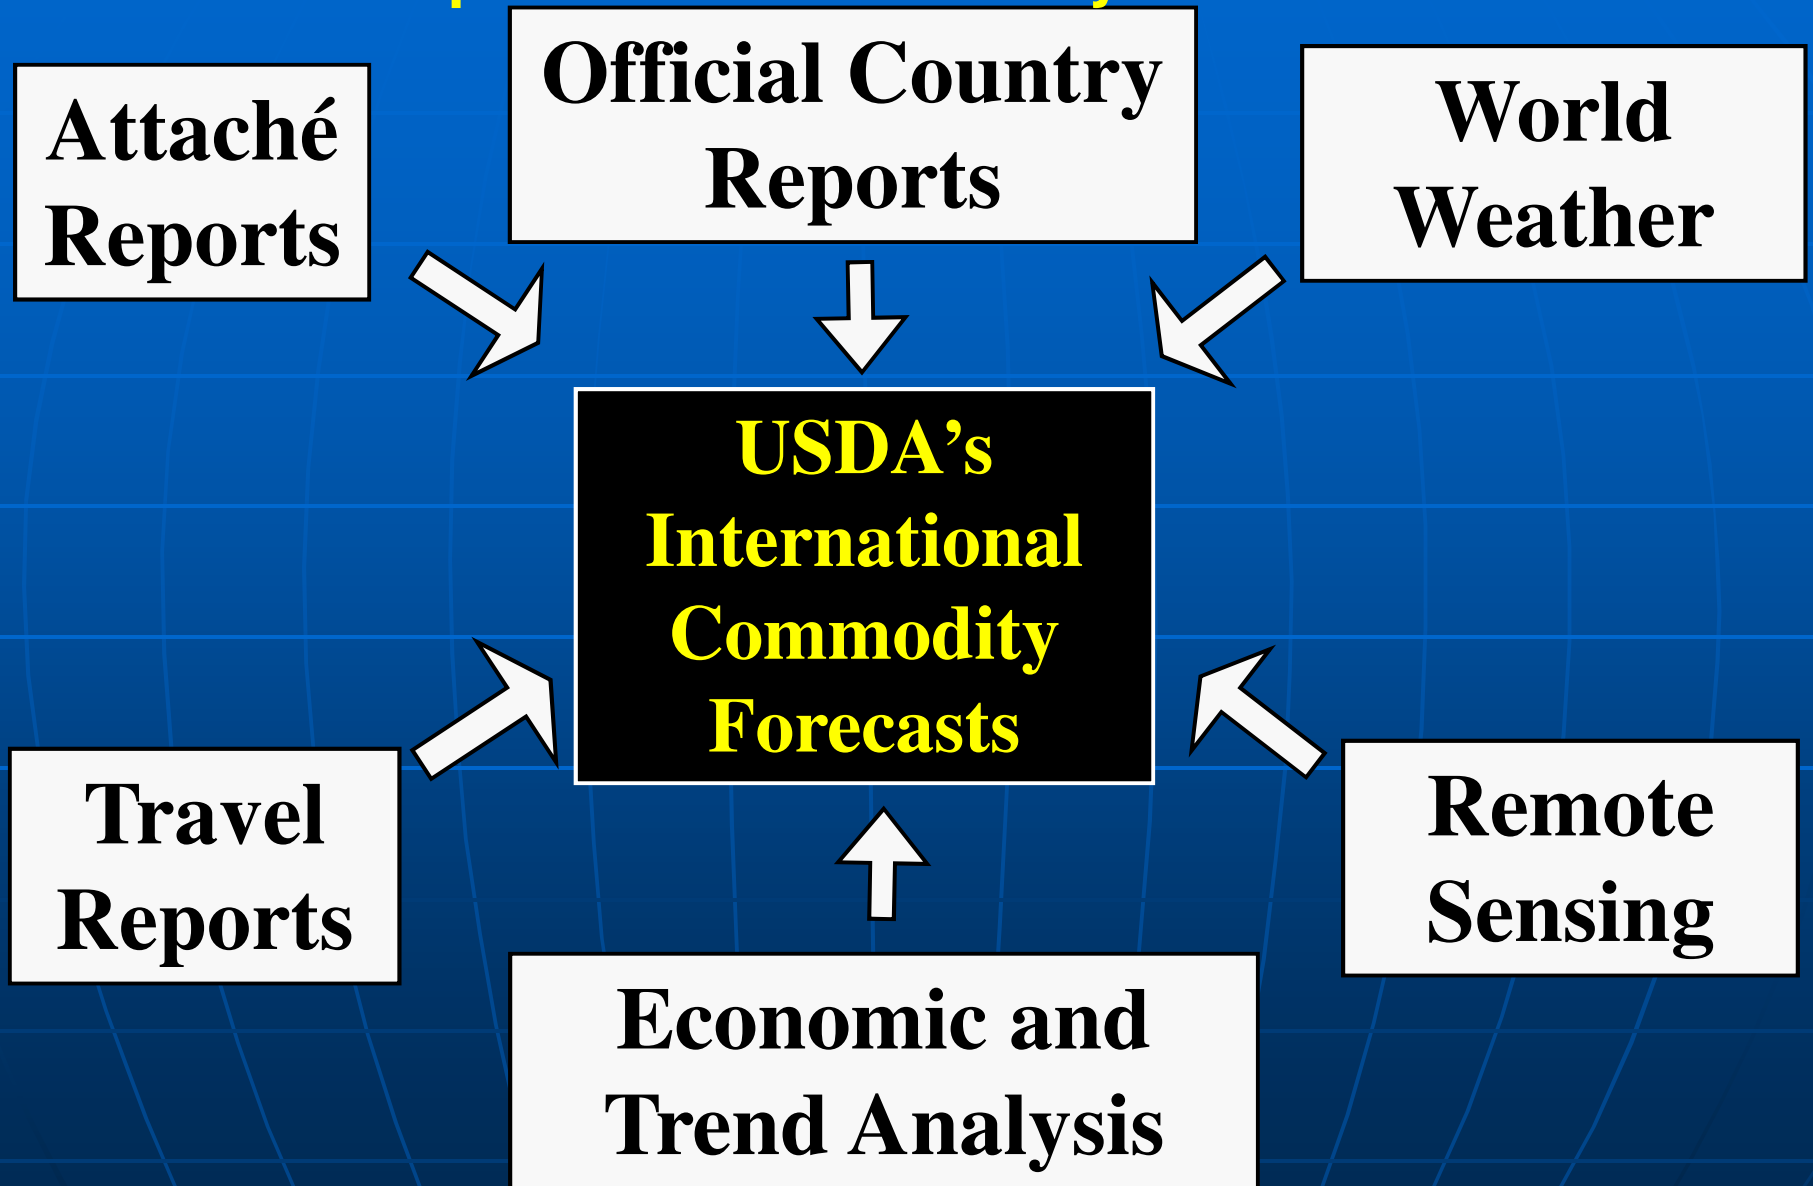 Official Country
Reports
Attaché
Reports
World
Weather
USDA’s
International
Commodity
Forecasts
Travel
Reports
Remote
Sensing
Economic and
Trend Analysis